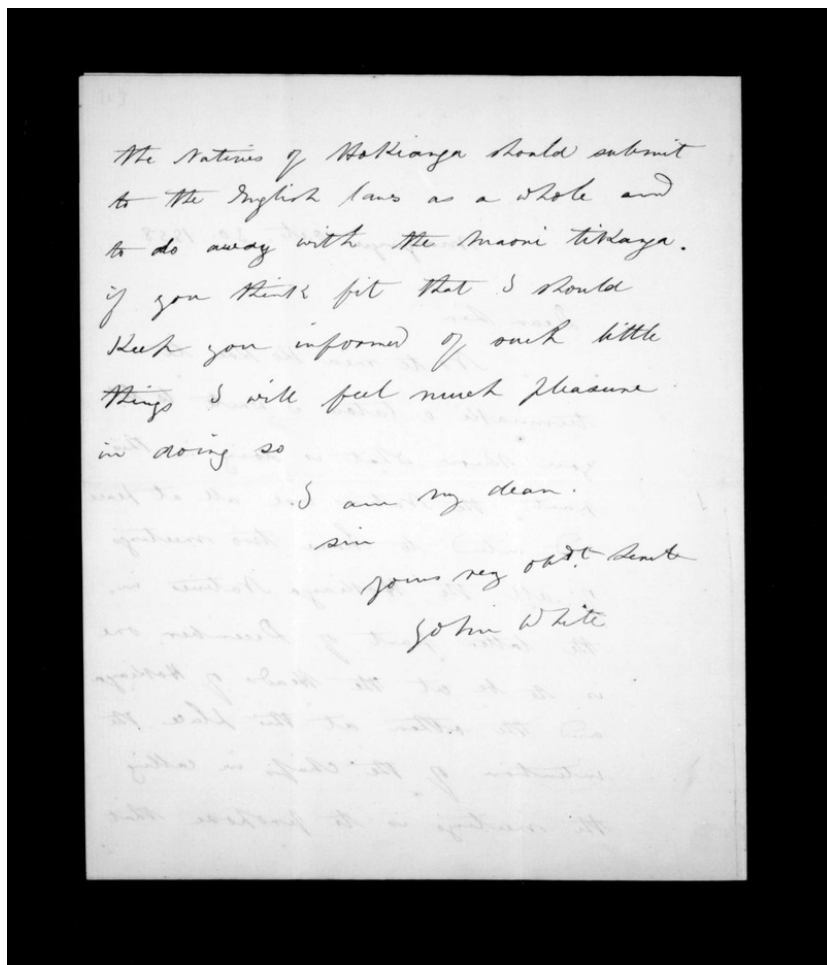 the Natives of Hokianga should submit
to the English laws as a whole and
to do away with the maori tikanga.
if you think fit that I should
Keep you informed of such little
things I will feel much pleasure
in doing so
I am my dear.
sir
yours very obdt. Servt
John White